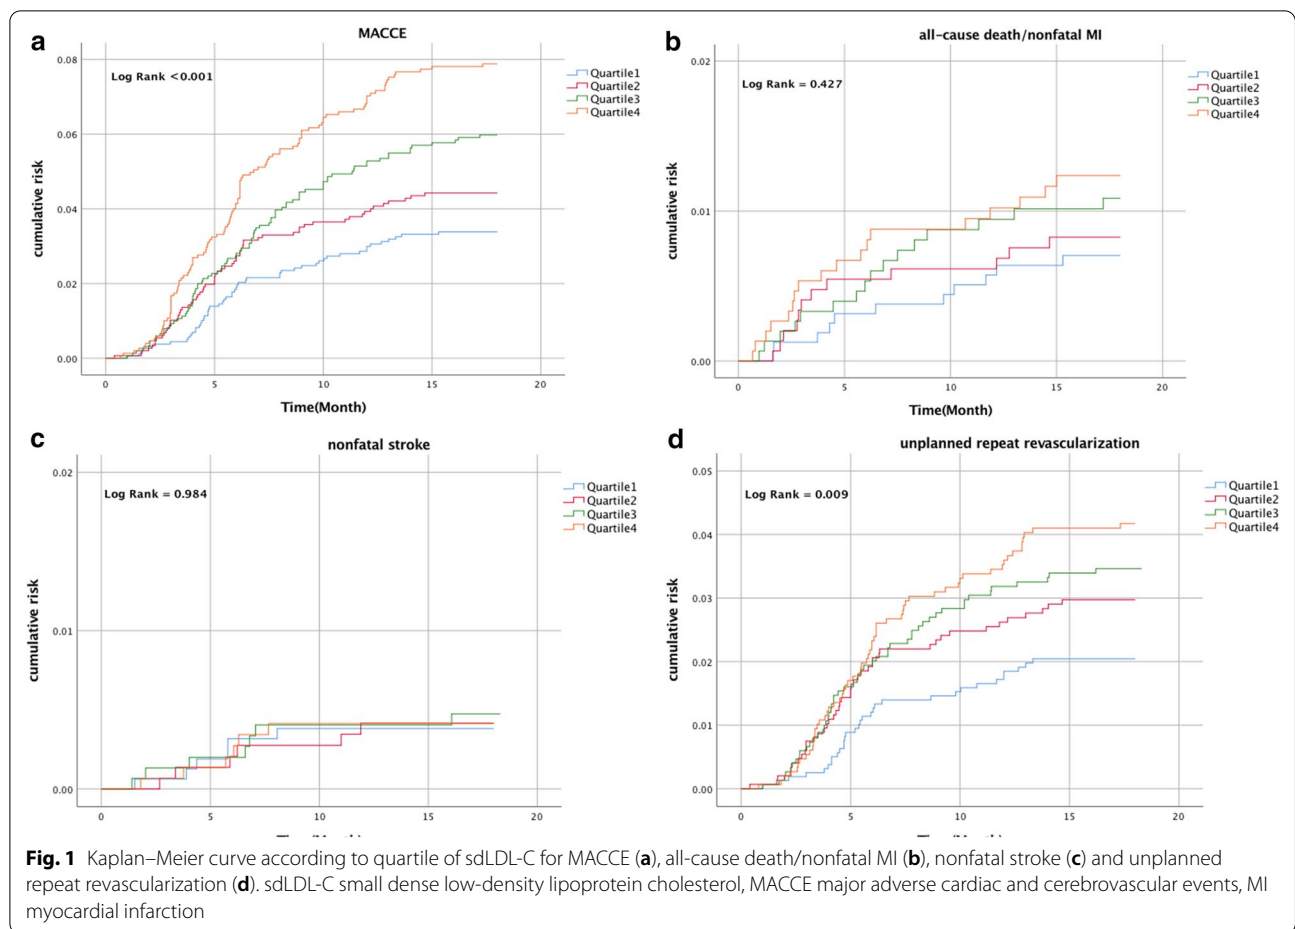 a
MACCE
Log Rank <0.001
Quartile1
Quartile2
Quartile3
Quartile4
cumulative risk
0.08
0.06
0.04
0.02
0.00
0
5
10
15
20
Time(Month)
b
all-cause death/nonfatal MI
Log Rank = 0.427
Quartile1
Quartile2
Quartile3
Quartile4
cumulative risk
0.02
0.01
0.00
0
5
10
15
20
Time(Month)
c
nonfatal stroke
Log Rank = 0.984
Quartile1
Quartile2
Quartile3
Quartile4
cumulative risk
0.02
0.01
0.00
0
5
10
15
20
Time(Month)
d
unplanned repeat revascularization
Log Rank = 0.009
Quartile1
Quartile2
Quartile3
Quartile4
cumulative risk
0.05
0.04
0.03
0.02
0.01
0.00
0
5
10
15
20
Time(Month)
Fig. 1 Kaplan–Meier curve according to quartile of sdLDL-C for MACCE (a), all-cause death/nonfatal MI (b), nonfatal stroke (c) and unplanned
repeat revascularization (d). sdLDL-C small dense low-density lipoprotein cholesterol, MACCE major adverse cardiac and cerebrovascular events, MI
myocardial infarction